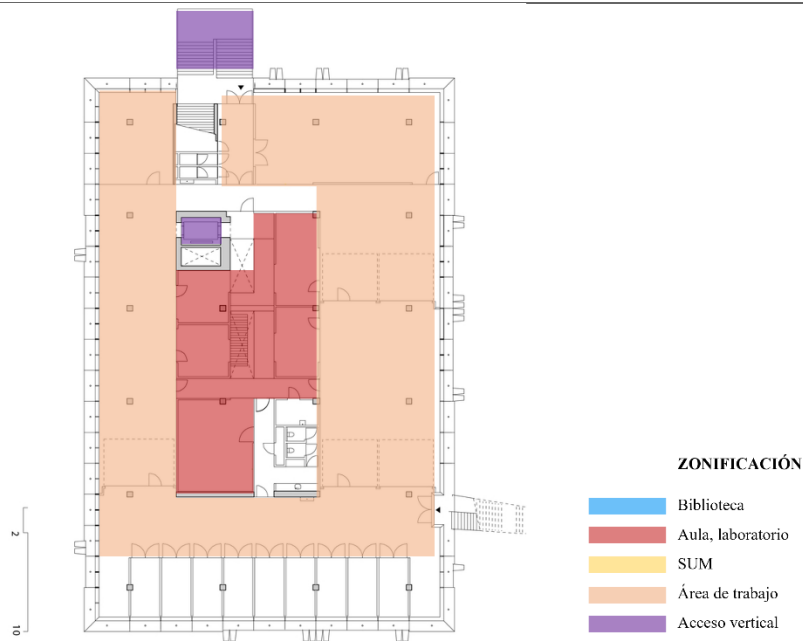 ZONIFICACIÓN
Biblioteca
Aula, laboratorio
SUM
Área de trabajo
Acceso vertical
2
10